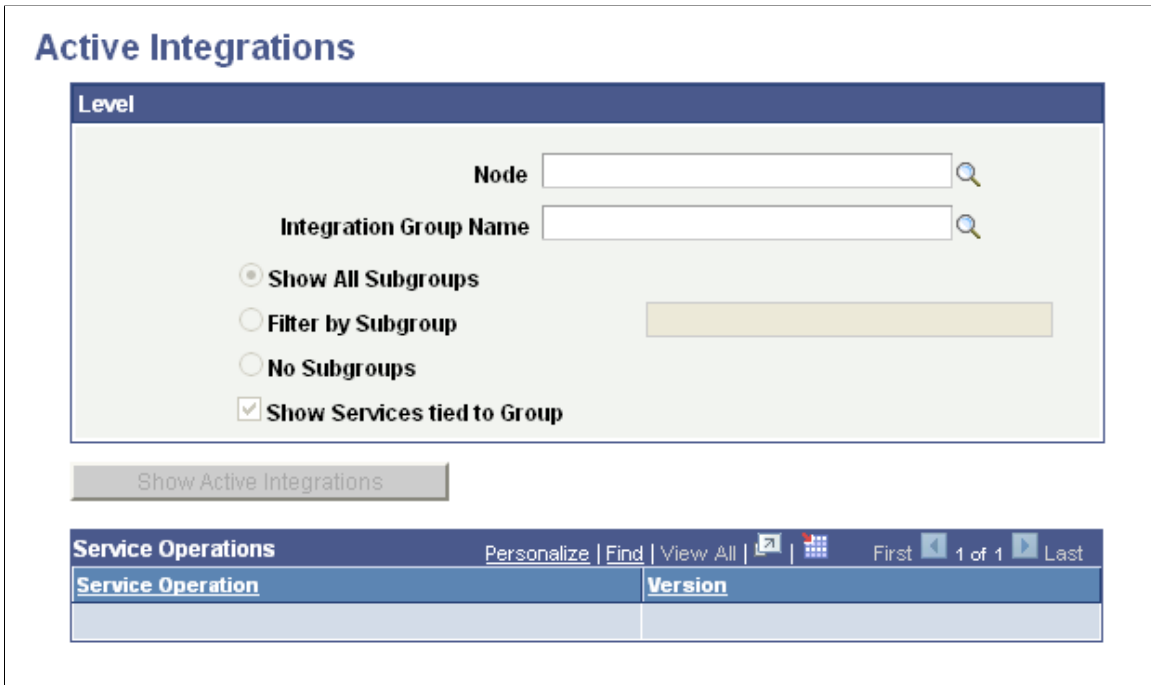 Active Integrations
Level
Node
Integration Group Name
Show All Subgroups
Filter by Subgroup
No Subgroups
Show Services tied to Group
Show Active Integrations
Service Operations Personalize | Find | View All | | First 1 of 1 Last
Service Operation Version